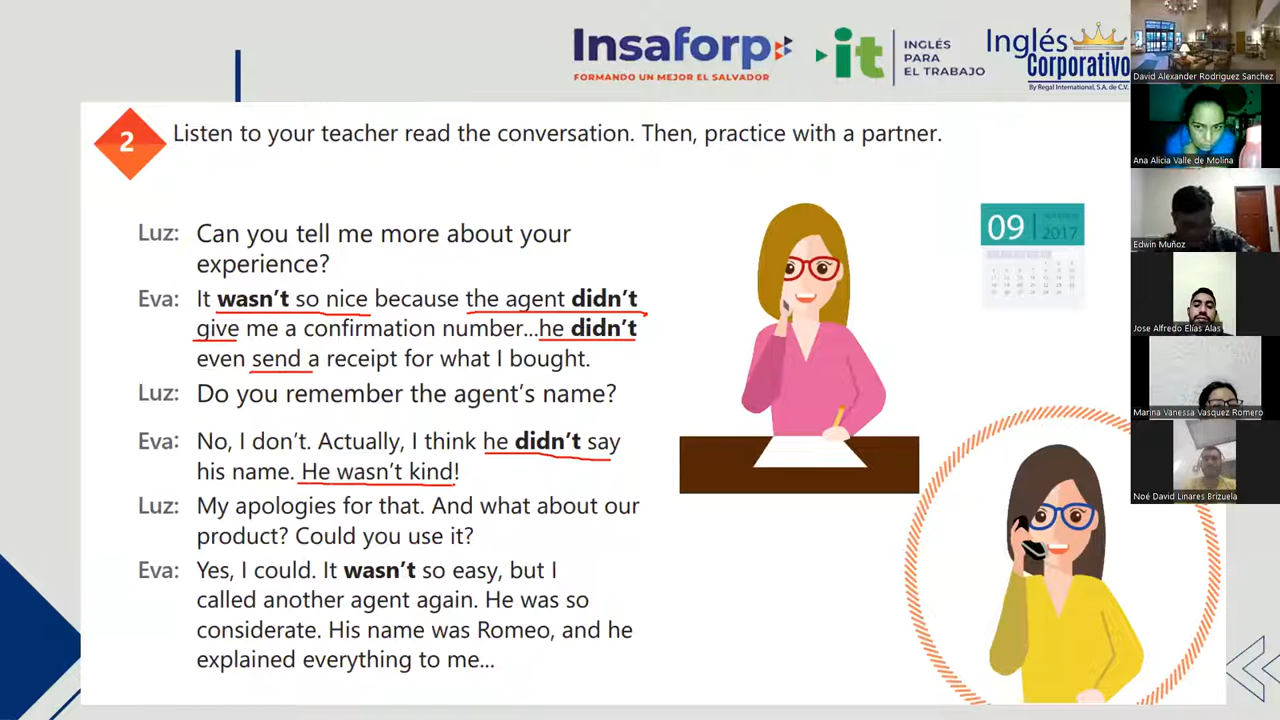 Insaforp
FORMANDO UN MEJOR EL SALVADOR
it
INGLÉS
PARA
EL TRABAJO
Inglés
Corporativo
By Regal International, S.A. de C.V.
2
Listen to your teacher read the conversation. Then, practice with a partner.
Luz: Can you tell me more about your
experience?
Eva: It wasn't so nice because the agent didn't
give me a confirmation number...he didn't
even send a receipt for what I bought.
Luz: Do you remember the agent's name?
Eva: No, I don't. Actually, I think he didn't say
his name. He wasn't kind!
Luz: My apologies for that. And what about our
product? Could you use it?
Eva: Yes, I could. It wasn't so easy, but I
called another agent again. He was so
considerate. His name was Romeo, and he
explained everything to me...
09
2017
David Alexander Rodriguez Sanchez
Ana Alicia Valle de Molina
Edwin Muñoz
Jose Alfredo Elías Alas
Marina Vanessa Vasquez Romero
Noé David Linares Brizuela